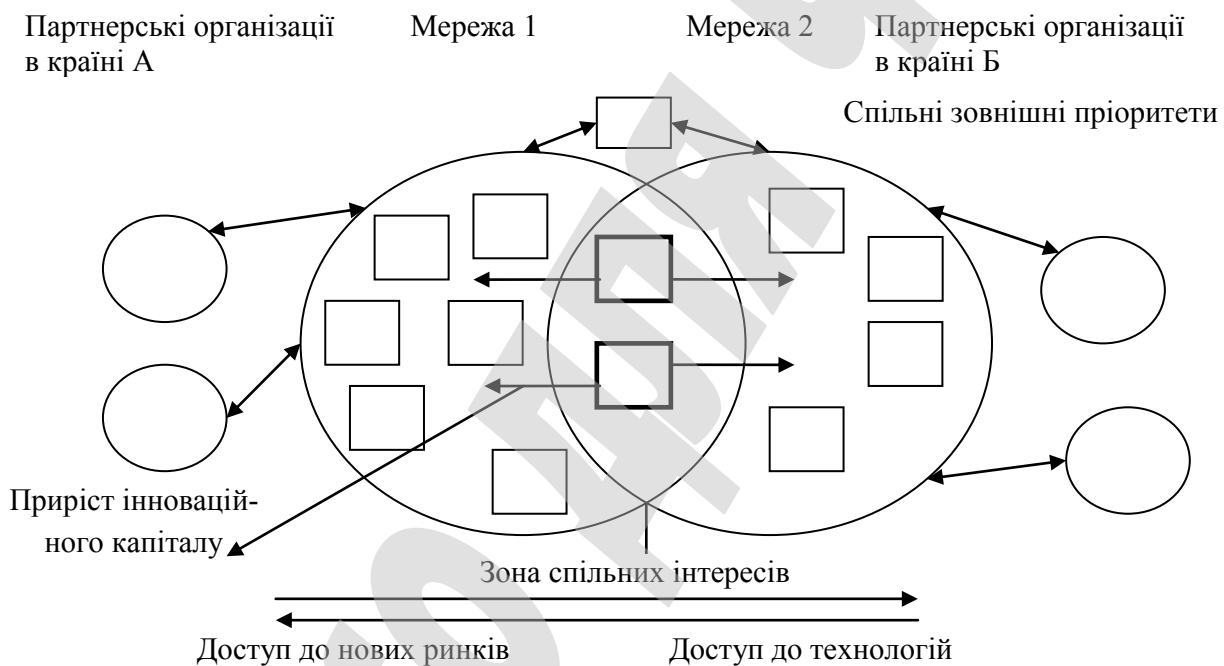 Партнерські організації
в країні А
Мережа 1
Мережа 2
Партнерські організації
в країні Б
Спільні зовнішні пріоритети
Приріст інновацій-
ного капіталу
Зона спільних інтересів
Доступ до нових ринків
Доступ до технологій